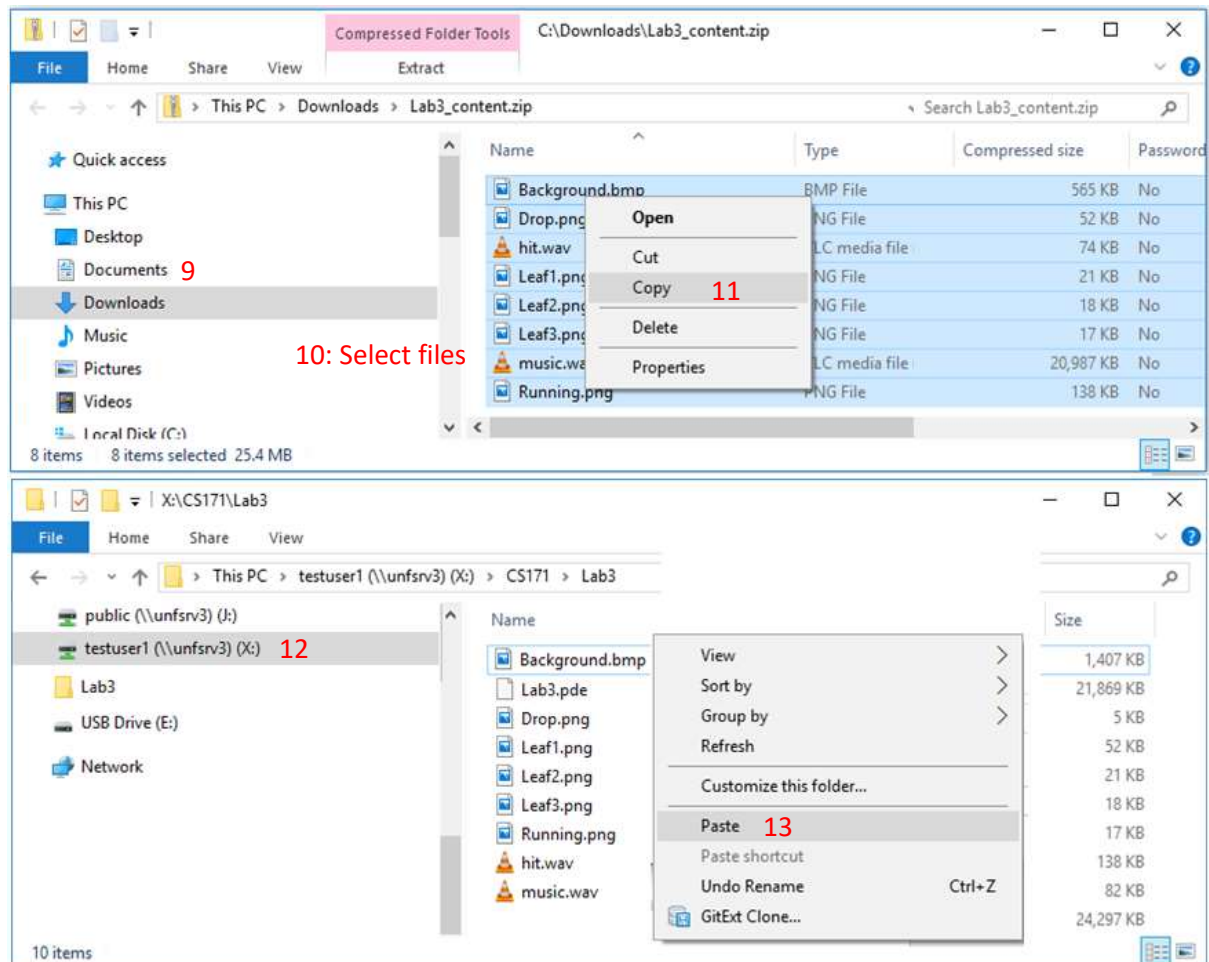 Compressed Folder Tools C:\Downloads\Lab3_content.zip
File Home Share View Extract
This PC > Downloads > Lab3_content.zip Search Lab3_content.zip
Name Type Compressed size Password
Quick access
This PC
Desktop
Documents 9
Downloads
Music
Pictures
Videos
Local Disk (C:)
10: Select files
Background.bmp BMP File 565 KB No
Drop.png NG File 52 KB No
hit.wav LC media file 74 KB No
Leaf1.png NG File 21 KB No
Leaf2.png NG File 18 KB No
Leaf3.png NG File 17 KB No
music.wa LC media file 20,987 KB No
Running.png PNG File 138 KB No
Open
Cut
Copy 11
Delete
Properties
8 items 8 items selected 25.4 MB
X:\CS171\Lab3
File Home Share View
This PC > testuser1 (\\unfsrv3) (X:) > CS171 > Lab3
public (\\unfsrv3) (J:)
testuser1 (\\unfsrv3) (X:) 12
Lab3
USB Drive (E:)
Network
Name Size
Background.bmp 1,407 KB
Lab3.pde 21,869 KB
Drop.png 5 KB
Leaf1.png 52 KB
Leaf2.png 21 KB
Leaf3.png 18 KB
Running.png 17 KB
hit.wav 138 KB
music.wav 82 KB
24,297 KB
View
Sort by
Group by
Refresh
Customize this folder...
Paste 13
Paste shortcut
Undo Rename Ctrl+Z
GitExt Clone...
10 items